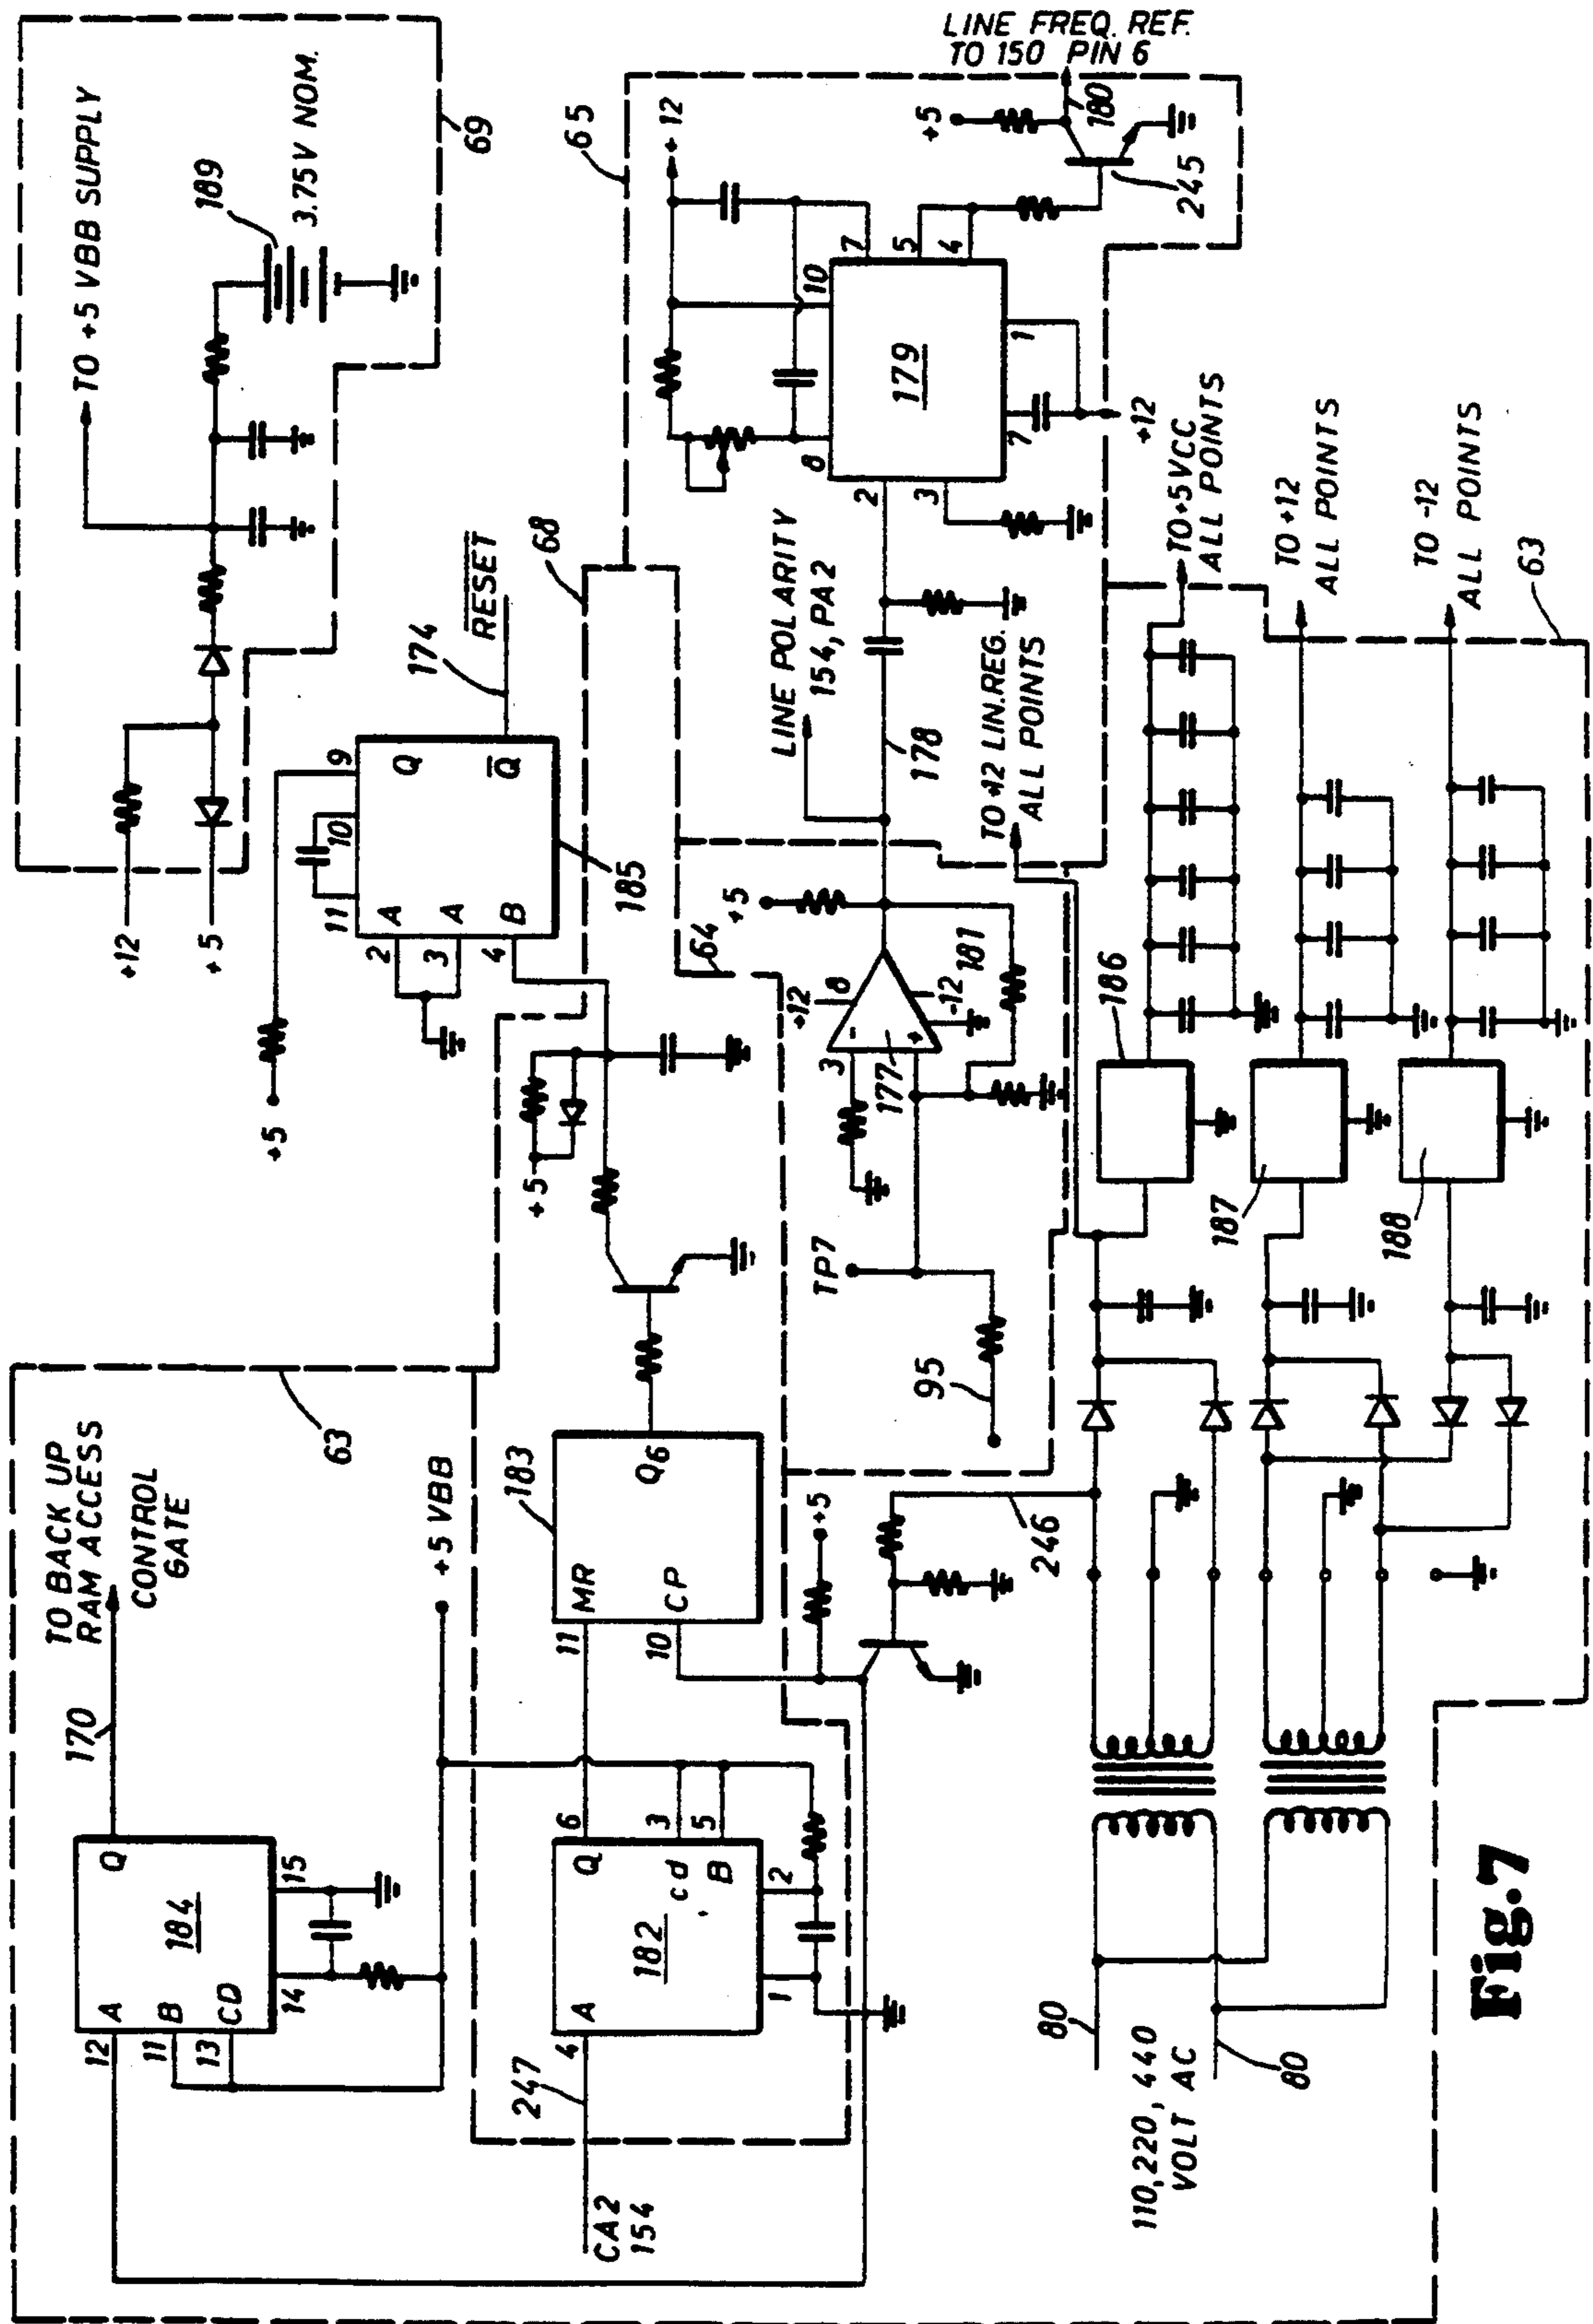 TO BACK UP
RAM ACCESS
CONTROL
GATE
170
63
+5 VBB
184
Q
A
B
CD
12
11
13
14
15
182
Q
cd
B
A
6
3
5
2
1
4
247
CA2
154
183
MR
CP
Q6
11
10
+5
+5
+12
+5
TO +5 VBB SUPPLY
189
3.75V NOM.
69
185
9
10
11
A
A
B
Q
Q
2
3
4
174
RESET
68
64
+5
+12
8
-12
181
3
-
+
177
TP7
95
LINE POLARITY
154, PA2
178
65
+12
179
10
7
5
4
8
2
3
7
1
+12
+5
180
245
LINE FREQ. REF.
TO 150 PIN 6
TO +12 LIN.REG.
ALL POINTS
TO +5VCC
ALL POINTS
TO +12
ALL POINTS
TO -12
ALL POINTS
63
186
187
188
+5
246
80
110, 220, 440
VOLT AC
80
Fig.7